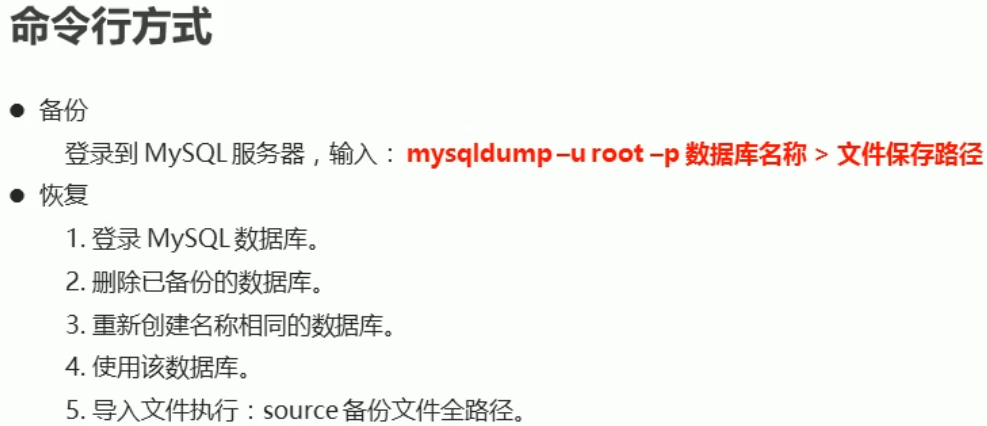 命令行方式
● 备份
登录到 MySQL 服务器，输入： mysqldump –u root –p 数据库名称 > 文件保存路径
● 恢复
1. 登录 MySQL 数据库。
2. 删除已备份的数据库。
3. 重新创建名称相同的数据库。
4. 使用该数据库。
5. 导入文件执行：source 备份文件全路径。